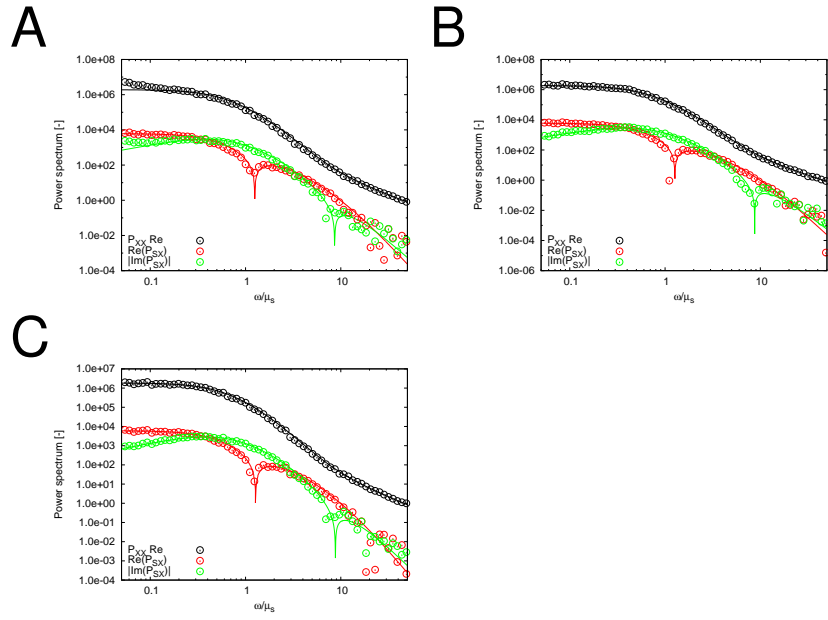 A
B
1.0e+08
1.0e+06
1.0e+04
1.0e+02
1.0e+00
1.0e-02
1.0e-04
Power spectrum [-]
P_XX Re
Re(P_SX)
|Im(P_SX)|
0.1
1
10
ω/μ_s
1.0e+08
1.0e+06
1.0e+04
1.0e+02
1.0e+00
1.0e-02
1.0e-04
1.0e-06
Power spectrum [-]
P_XX Re
Re(P_SX)
|Im(P_SX)|
0.1
1
10
ω/μ_s
C
1.0e+07
1.0e+06
1.0e+05
1.0e+04
1.0e+03
1.0e+02
1.0e+01
1.0e+00
1.0e-01
1.0e-02
1.0e-03
1.0e-04
Power spectrum [-]
P_XX Re
Re(P_SX)
|Im(P_SX)|
0.1
1
10
ω/μ_s